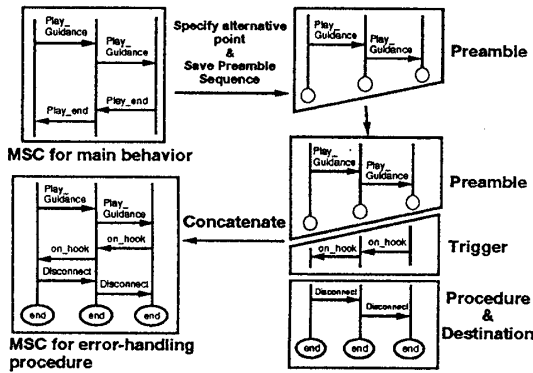 Play_
Guidance
Play_
Guidance
Play_end
Play_end
MSC for main behavior
Specify alternative
point
&
Save Preamble
Sequence
Play_
Guidance
Play_
Guidance
Preamble
Play_
Guidance
Play_
Guidance
Preamble
on_hook
on_hook
Trigger
Disconnect
Disconnect
end
end
end
Procedure
&
Destination
Concatenate
Play_
Guidance
Play_
Guidance
on_hook
on_hook
Disconnect
Disconnect
end
end
end
MSC for error-handling
procedure